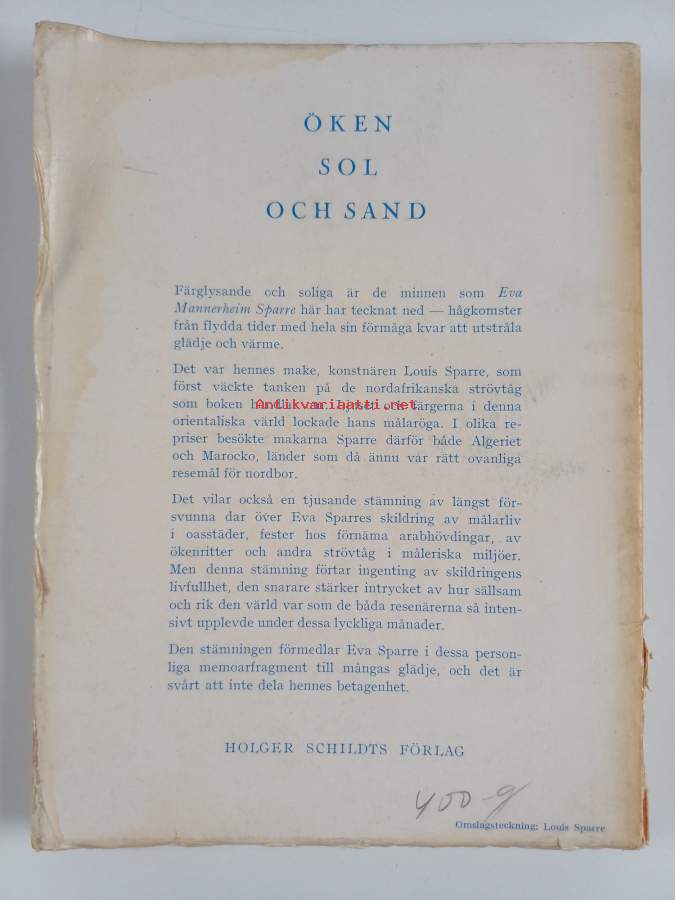 ÖKEN
SOL
OCH SAND
Färglysande och soliga är de minnen som Eva
Mannerheim Sparre här har tecknat ned — hågkomster
från flydda tider med hela sin förmåga kvar att utstråla
glädje och värme.
Det var hennes make, konstnären Louis Sparre, som
först väckte tanken på de nordafrikanska strövtåg
som boken handlar om. Ljuset och färgerna i denna
Antikvariaatti.net
orientaliska värld lockade hans målaröga. I olika re-
priser besökte makarna Sparre därför både Algeriet
och Marocko, länder som då ännu var rätt ovanliga
resemål för nordbor.
Det vilar också en tjusande stämning av längst för-
svunna dar över Eva Sparres skildring av målarliv
i oasstäder, fester hos förnäma arabhövdingar, av
ökenritter och andra strövtåg i måleriska miljöer.
Men denna stämning förtar ingenting av skildringens
livfullhet, den snarare stärker intrycket av hur sällsam
och rik den värld var som de båda resenärerna så inten-
sivt upplevde under dessa lyckliga månader.
Den stämningen förmedlar Eva Sparre i dessa person-
liga memoarfragment till mångas glädje, och det är
svårt att inte dela hennes betagenhet.
HOLGER SCHILDTS FÖRLAG
400-g
Omslagsteckning: Louis Sparre